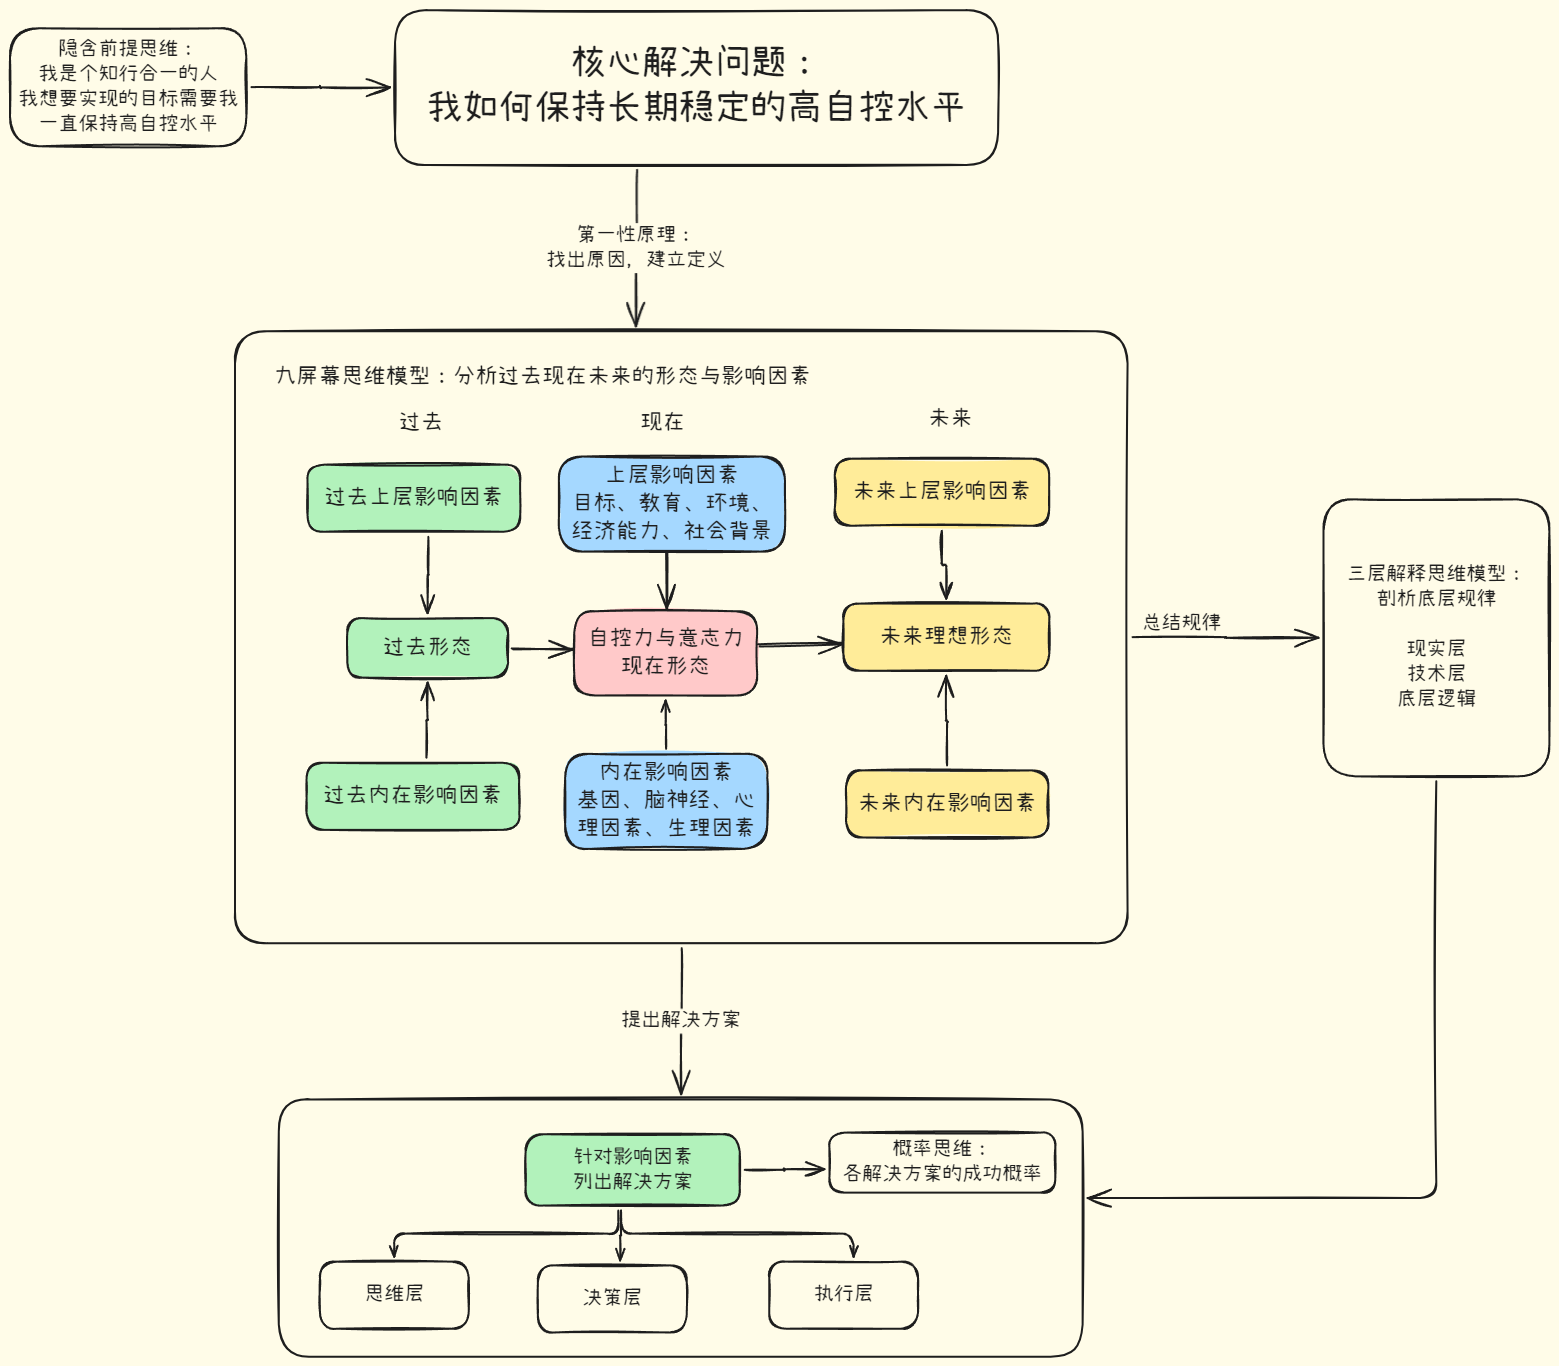 隐含前提思维：
我是个知行合一的人
我想要实现的目标需要我
一直保持高自控水平
核心解决问题：
我如何保持长期稳定的高自控水平
第一性原理：
找出原因，建立定义
九屏幕思维模型：分析过去现在未来的形态与影响因素
过去
现在
未来
过去上层影响因素
上层影响因素
目标、教育、环境、
经济能力、社会背景
未来上层影响因素
过去形态
自控力与意志力
现在形态
未来理想形态
过去内在影响因素
内在影响因素
基因、脑神经、心
理因素、生理因素
未来内在影响因素
总结规律
三层解释思维模型：
剖析底层规律
现实层
技术层
底层逻辑
提出解决方案
针对影响因素
列出解决方案
概率思维：
各解决方案的成功概率
思维层
决策层
执行层